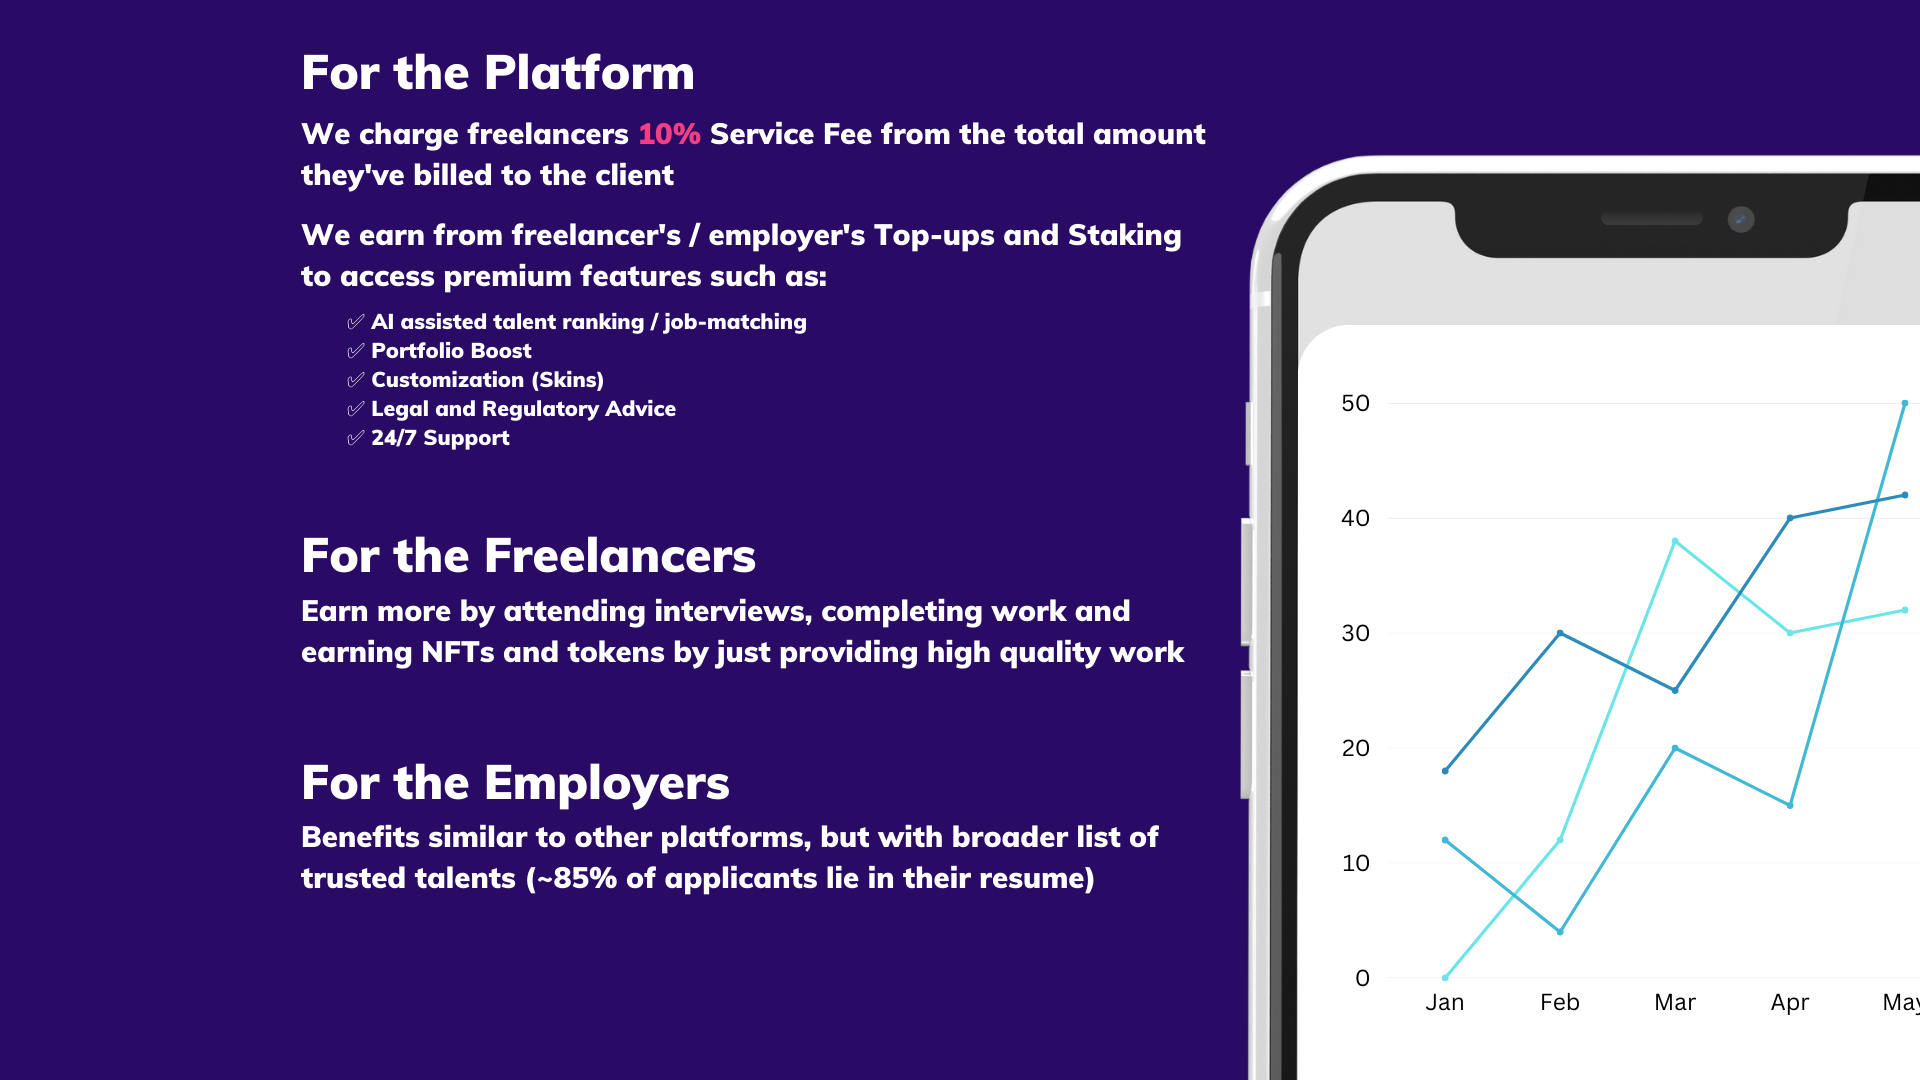 For the Platform
We charge freelancers 10% Service Fee from the total amount
they've billed to the client
We earn from freelancer's / employer's Top-ups and Staking
to access premium features such as:
✅ AI assisted talent ranking / job-matching
✅ Portfolio Boost
✅ Customization (Skins)
✅ Legal and Regulatory Advice
✅ 24/7 Support
For the Freelancers
Earn more by attending interviews, completing work and
earning NFTs and tokens by just providing high quality work
For the Employers
Benefits similar to other platforms, but with broader list of
trusted talents (~85% of applicants lie in their resume)
50
40
30
20
10
0
Jan Feb Mar Apr May